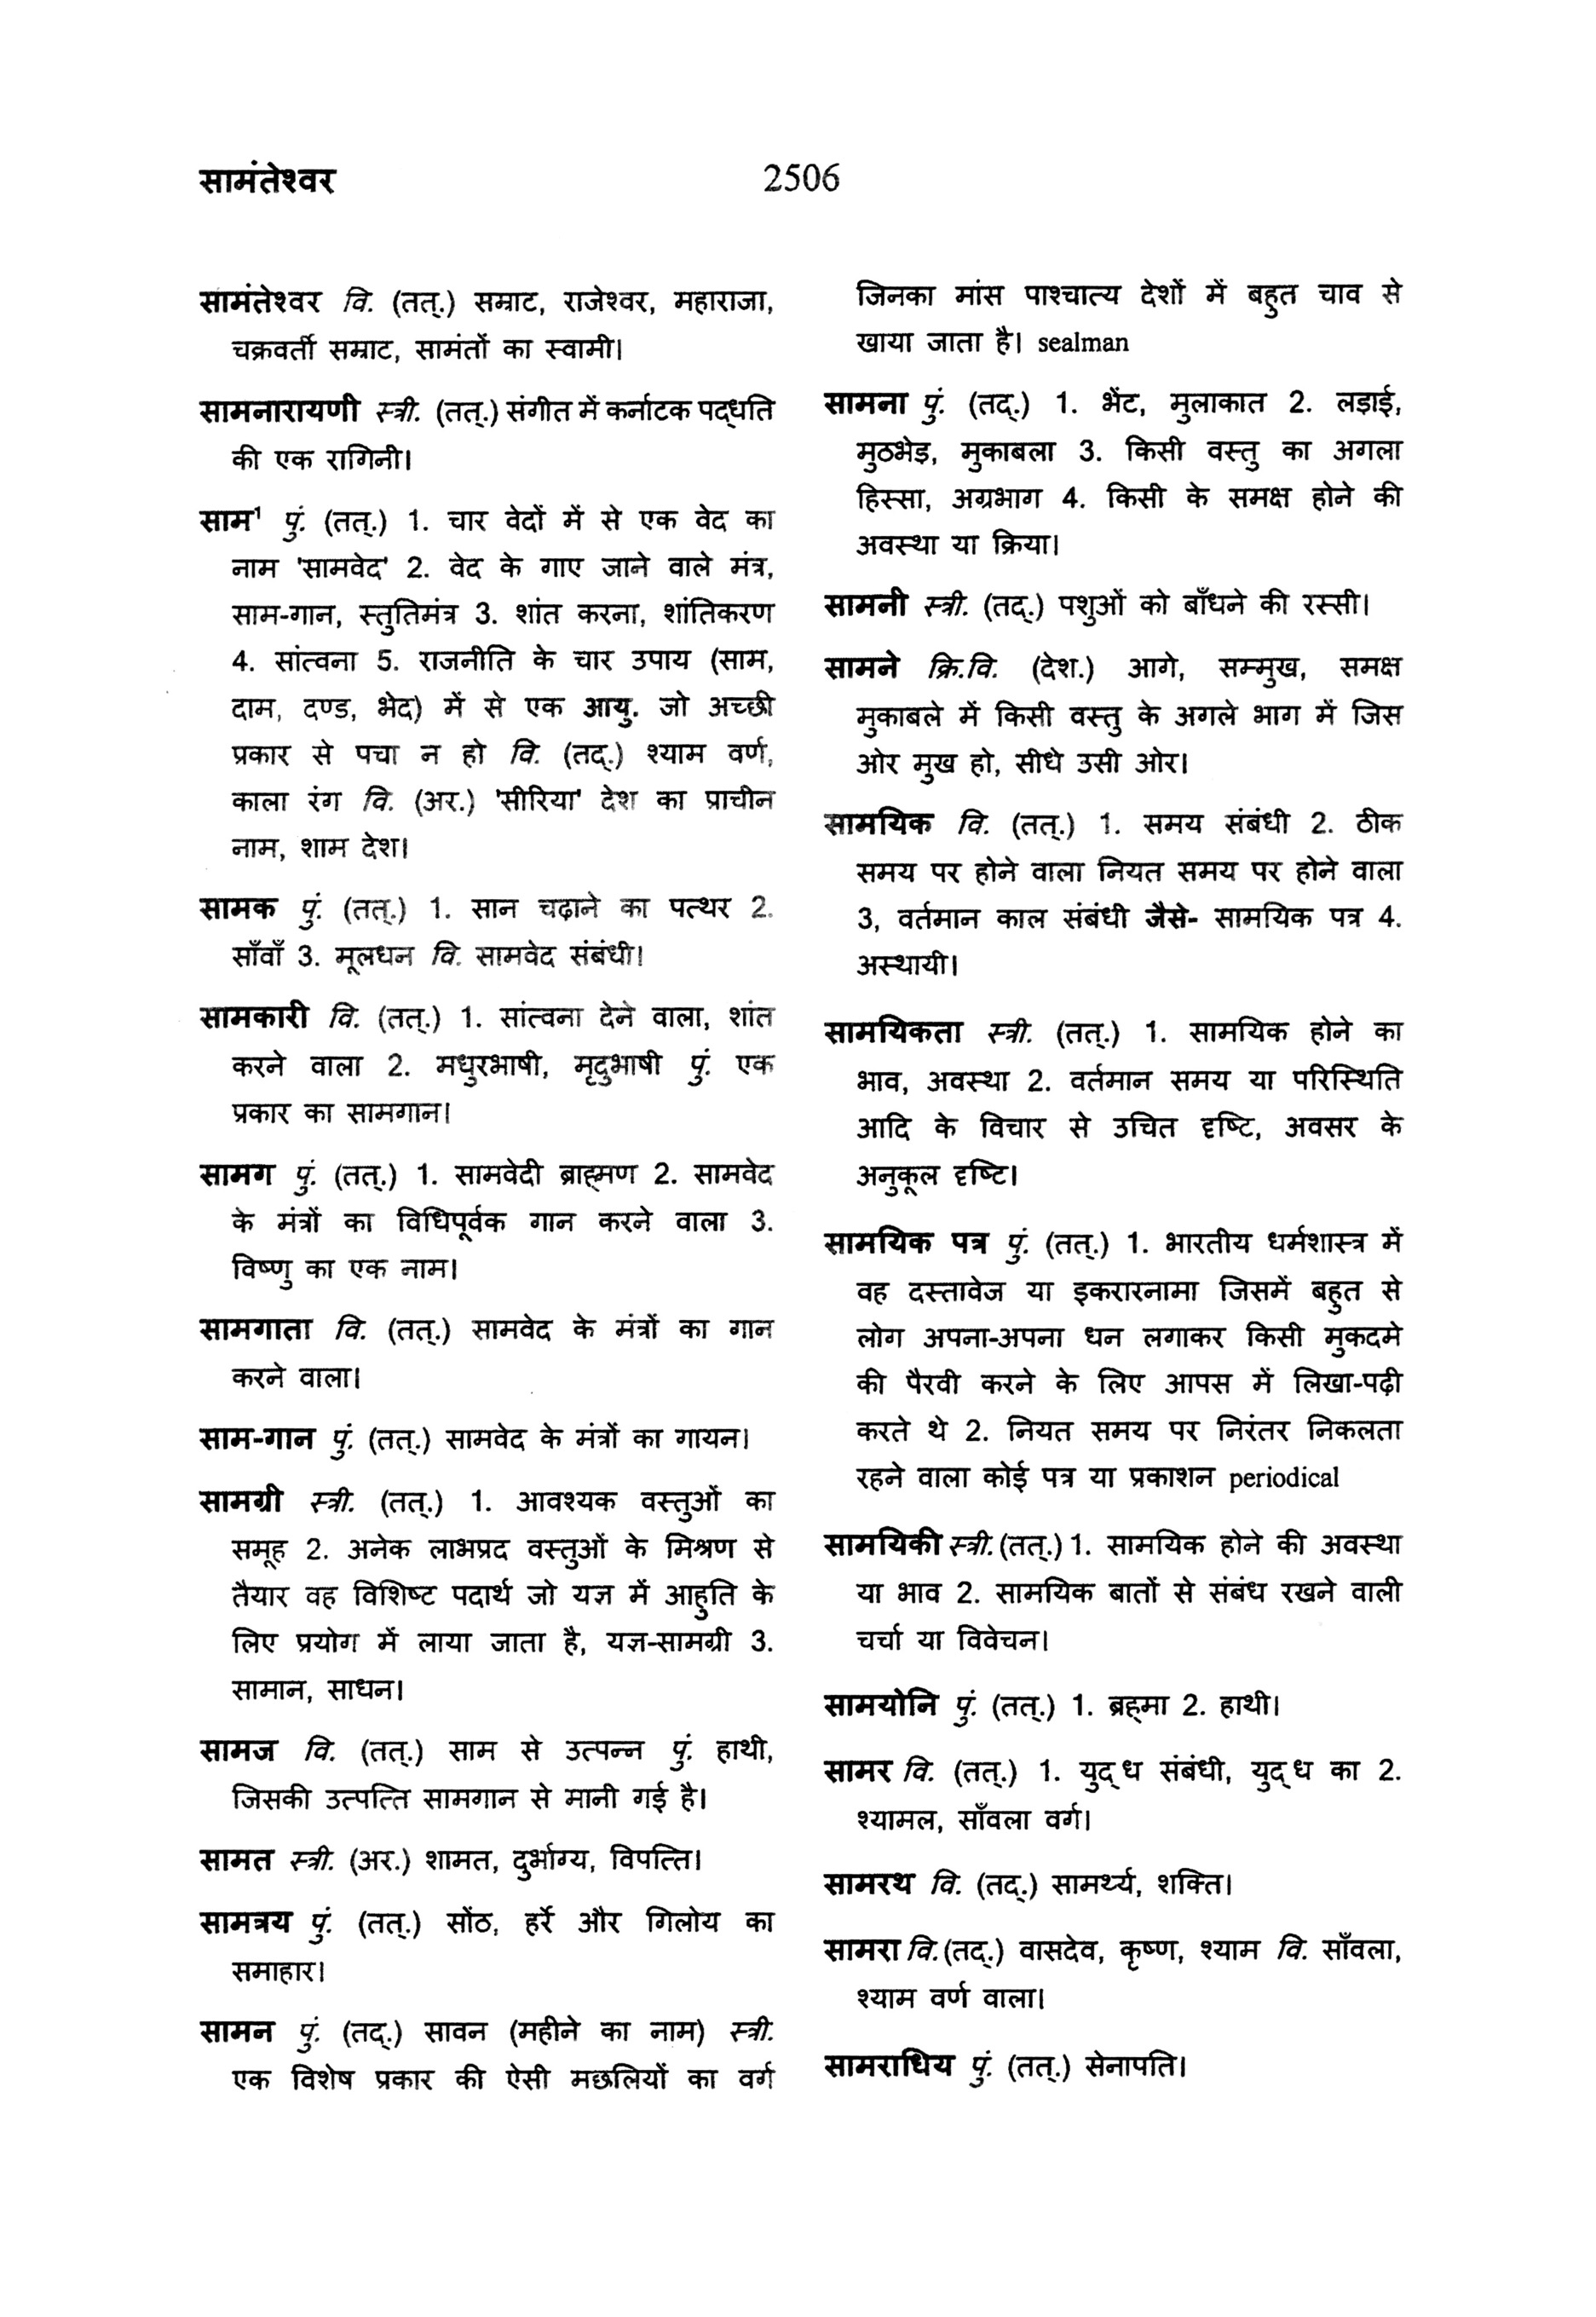 सामंतेश्वर
2506
सामंतेश्वर वि. (तत्.) सम्राट, राजेश्वर, महाराजा,
चक्रवर्ती सम्राट, सामंतों का स्वामी।
सामनारायणी स्त्री. (तत्.) संगीत में कर्नाटक पद्धति
की एक रागिनी।
साम¹ पुं. (तत्.) 1. चार वेदों में से एक वेद का
नाम 'सामवेद' 2. वेद के गाए जाने वाले मंत्र,
साम-गान, स्तुतिमंत्र 3. शांत करना, शांतिकरण
4. सांत्वना 5. राजनीति के चार उपाय (साम,
दाम, दण्ड, भेद) में से एक आयु. जो अच्छी
प्रकार से पचा न हो वि. (तद्.) श्याम वर्ण,
काला रंग वि. (अर.) 'सीरिया' देश का प्राचीन
नाम, शाम देश।
सामक पुं. (तत्.) 1. सान चढ़ाने का पत्थर 2.
साँवाँ 3. मूलधन वि. सामवेद संबंधी।
सामकारी वि. (तत्.) 1. सांत्वना देने वाला, शांत
करने वाला 2. मधुरभाषी, मृदुभाषी पुं. एक
प्रकार का सामगान।
सामग पुं. (तत्.) 1. सामवेदी ब्राह्मण 2. सामवेद
के मंत्रों का विधिपूर्वक गान करने वाला 3.
विष्णु का एक नाम।
सामगाता वि. (तत्.) सामवेद के मंत्रों का गान
करने वाला।
साम-गान पुं. (तत्.) सामवेद के मंत्रों का गायन।
सामग्री स्त्री. (तत्.) 1. आवश्यक वस्तुओं का
समूह 2. अनेक लाभप्रद वस्तुओं के मिश्रण से
तैयार वह विशिष्ट पदार्थ जो यज्ञ में आहुति के
लिए प्रयोग में लाया जाता है, यज्ञ-सामग्री 3.
सामान, साधन।
सामज वि. (तत्.) साम से उत्पन्न पुं. हाथी,
जिसकी उत्पत्ति सामगान से मानी गई है।
सामत स्त्री. (अर.) शामत, दुर्भाग्य, विपत्ति।
सामत्रय पुं. (तत्.) सोंठ, हर्रे और गिलोय का
समाहार।
सामन पुं. (तद्.) सावन (महीने का नाम) स्त्री.
एक विशेष प्रकार की ऐसी मछलियों का वर्ग
जिनका मांस पाश्चात्य देशों में बहुत चाव से
खाया जाता है। sealman
सामना पुं. (तद्.) 1. भेंट, मुलाकात 2. लड़ाई,
मुठभेड़, मुकाबला 3. किसी वस्तु का अगला
हिस्सा, अग्रभाग 4. किसी के समक्ष होने की
अवस्था या क्रिया।
सामनी स्त्री. (तद्.) पशुओं को बाँधने की रस्सी।
सामने क्रि.वि. (देश.) आगे, सम्मुख, समक्ष
मुकाबले में किसी वस्तु के अगले भाग में जिस
ओर मुख हो, सीधे उसी ओर।
सामयिक वि. (तत्.) 1. समय संबंधी 2. ठीक
समय पर होने वाला नियत समय पर होने वाला
3, वर्तमान काल संबंधी जैसे- सामयिक पत्र 4.
अस्थायी।
सामयिकता स्त्री. (तत्.) 1. सामयिक होने का
भाव, अवस्था 2. वर्तमान समय या परिस्थिति
आदि के विचार से उचित दृष्टि, अवसर के
अनुकूल दृष्टि।
सामयिक पत्र पुं. (तत्.) 1. भारतीय धर्मशास्त्र में
वह दस्तावेज या इकरारनामा जिसमें बहुत से
लोग अपना-अपना धन लगाकर किसी मुकदमे
की पैरवी करने के लिए आपस में लिखा-पढ़ी
करते थे 2. नियत समय पर निरंतर निकलता
रहने वाला कोई पत्र या प्रकाशन periodical
सामयिकी स्त्री. (तत्.) 1. सामयिक होने की अवस्था
या भाव 2. सामयिक बातों से संबंध रखने वाली
चर्चा या विवेचन।
सामयोनि पुं. (तत्.) 1. ब्रह्मा 2. हाथी।
सामर वि. (तत्.) 1. युद्ध संबंधी, युद्ध का 2.
श्यामल, साँवला वर्ग।
सामरथ वि. (तद्.) सामर्थ्य, शक्ति।
सामरा वि. (तद्.) वासदेव, कृष्ण, श्याम वि. साँवला,
श्याम वर्ण वाला।
सामराधिय पुं. (तत्.) सेनापति।